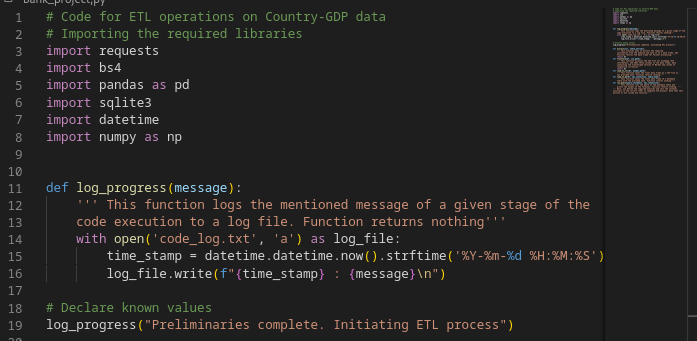 bank_project.py
1 # Code for ETL operations on Country-GDP data
2 # Importing the required libraries
3 import requests
4 import bs4
5 import pandas as pd
6 import sqlite3
7 import datetime
8 import numpy as np
9
10
11 def log_progress(message):
12     ''' This function logs the mentioned message of a given stage of the
13     code execution to a log file. Function returns nothing'''
14     with open('code_log.txt', 'a') as log_file:
15         time_stamp = datetime.datetime.now().strftime('%Y-%m-%d %H:%M:%S')
16         log_file.write(f"{time_stamp} : {message}\n")
17
18 # Declare known values
19 log_progress("Preliminaries complete. Initiating ETL process")
20